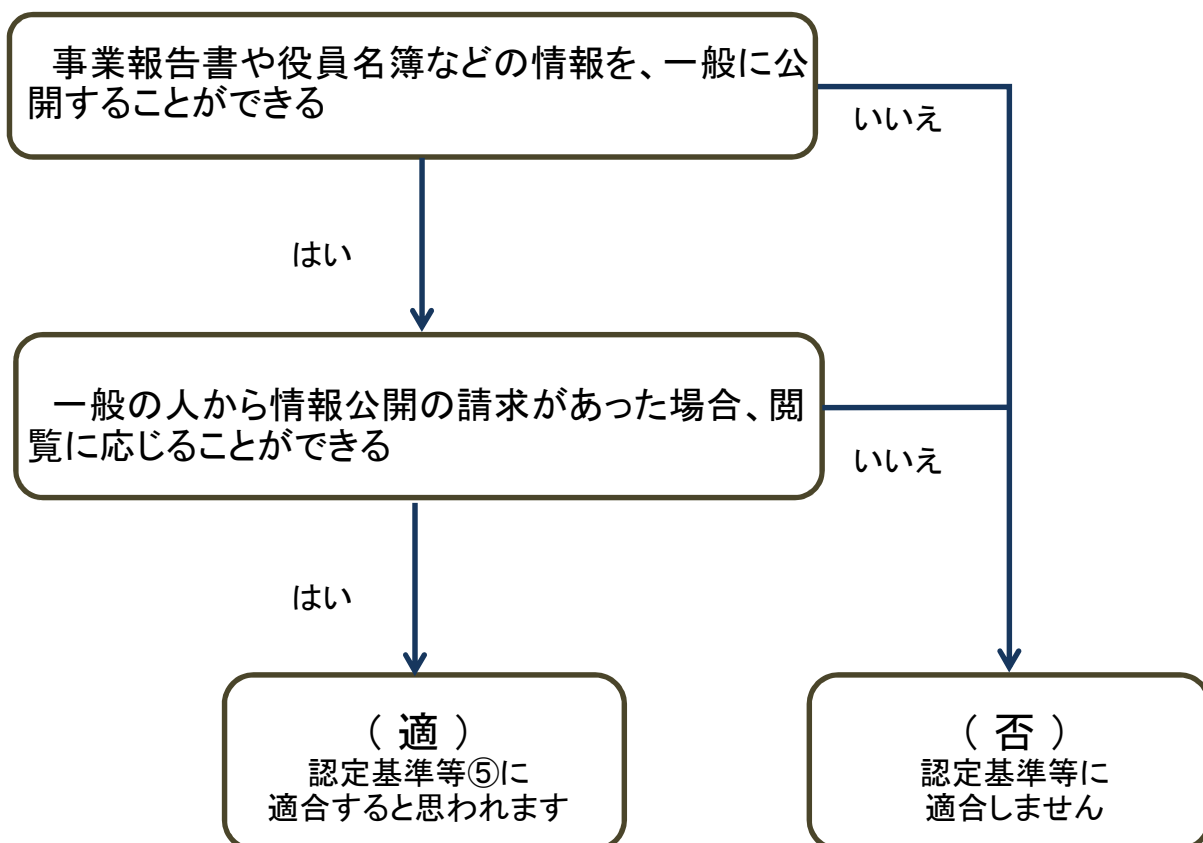 事業報告書や役員名簿などの情報を、一般に公
開することができる
いいえ
はい
一般の人から情報公開の請求があった場合、閲
覧に応じることができる
いいえ
はい
（ 適 ）
認定基準等⑤に
適合すると思われます
（ 否 ）
認定基準等に
適合しません